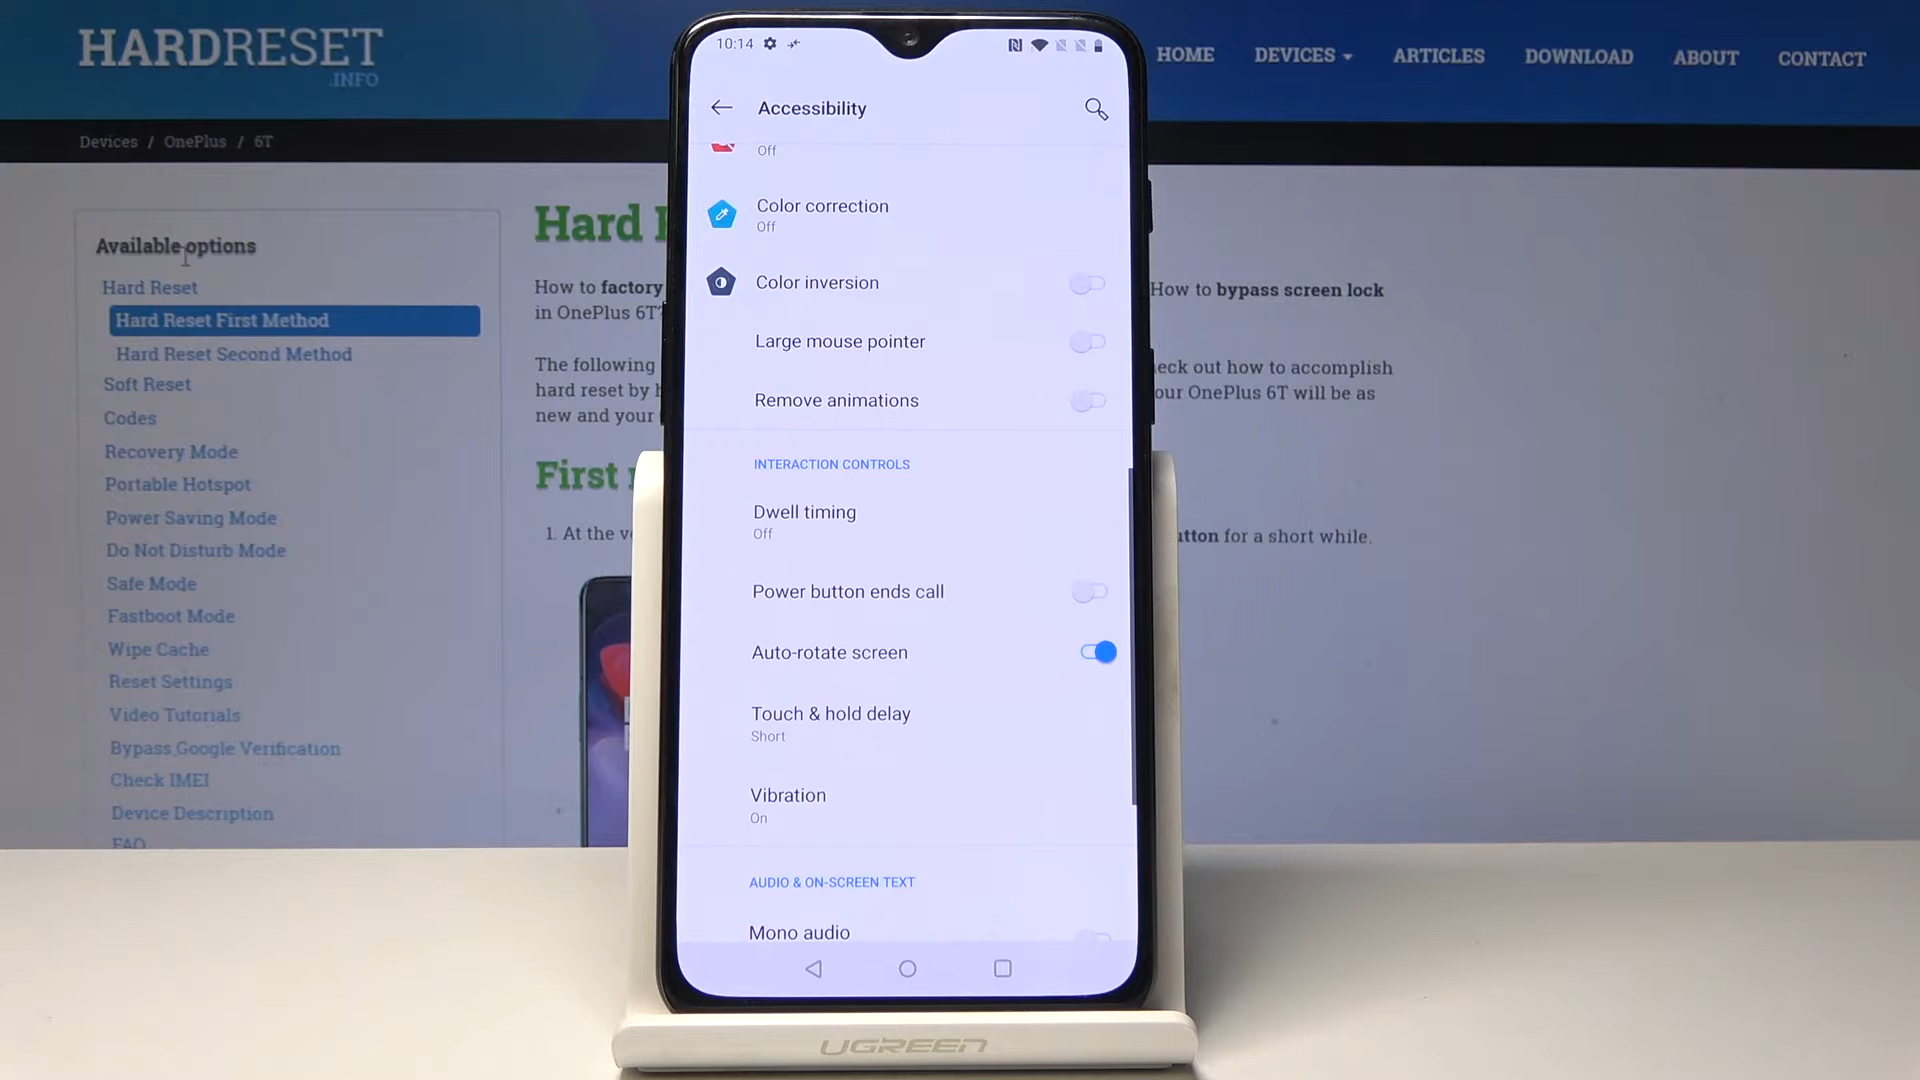 HARDRESET
.INFO
HOME DEVICES ARTICLES DOWNLOAD ABOUT CONTACT
Devices / OnePlus / 6T
Available options
Hard Reset
Hard Reset First Method
Hard Reset Second Method
Soft Reset
Codes
Recovery Mode
Portable Hotspot
Power Saving Mode
Do Not Disturb Mode
Safe Mode
Fastboot Mode
Wipe Cache
Reset Settings
Video Tutorials
Bypass Google Verification
Check IMEI
Device Description
FAQ
Hard
How to factory
How to bypass screen lock
in OnePlus 6T?
The following
check out how to accomplish
hard reset by
your OnePlus 6T will be as
new and your
First
1. At the
button for a short while.
10:14
Accessibility
Off
Color correction
Off
Color inversion
Large mouse pointer
Remove animations
INTERACTION CONTROLS
Dwell timing
Off
Power button ends call
Auto-rotate screen
Touch & hold delay
Short
Vibration
On
AUDIO & ON-SCREEN TEXT
Mono audio
UGREEN